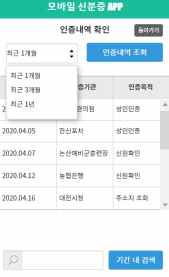 모바일 신분증 APP
인증내역 확인
돌아가기
최근 1개월
인증내역 조회
최근 1개월
최근 3개월
최근 1년
인증목적
편의점 성인인증
2020.04.05 한신포차 성인인증
2020.04.07 논산예비군훈련장 신원확인
2020.04.12 농협은행 신원확인
2020.04.16 대전시청 주소지 조회
기간 내 검색